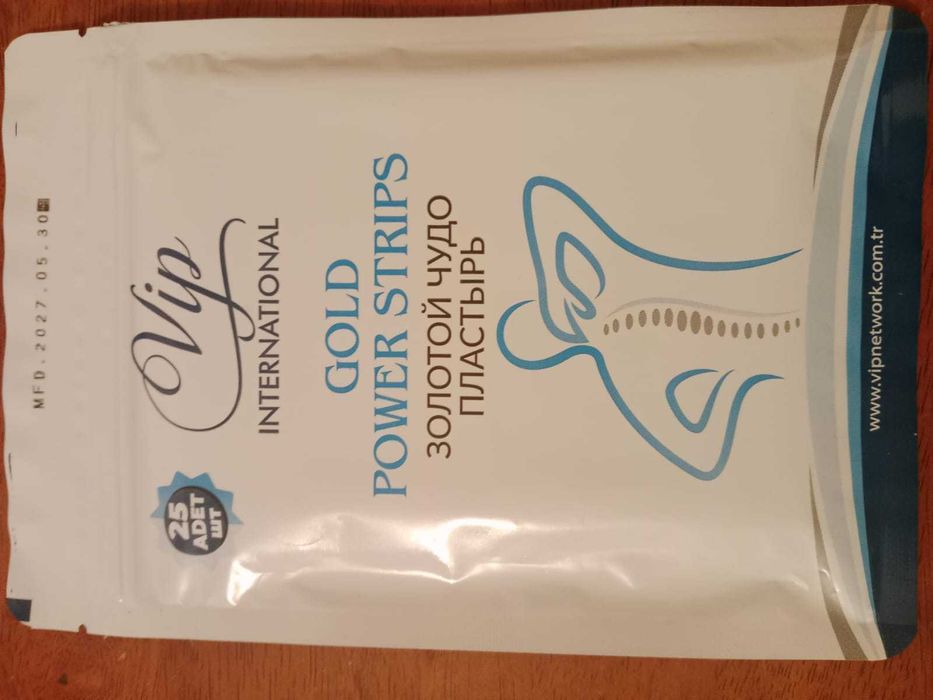 MFD.2027.05.30
Vip
INTERNATIONAL
25
ADET
ШТ
GOLD
POWER STRIPS
ЗОЛОТОЙ ЧУДО
ПЛАСТЫРЬ
www.vipnetwork.com.tr